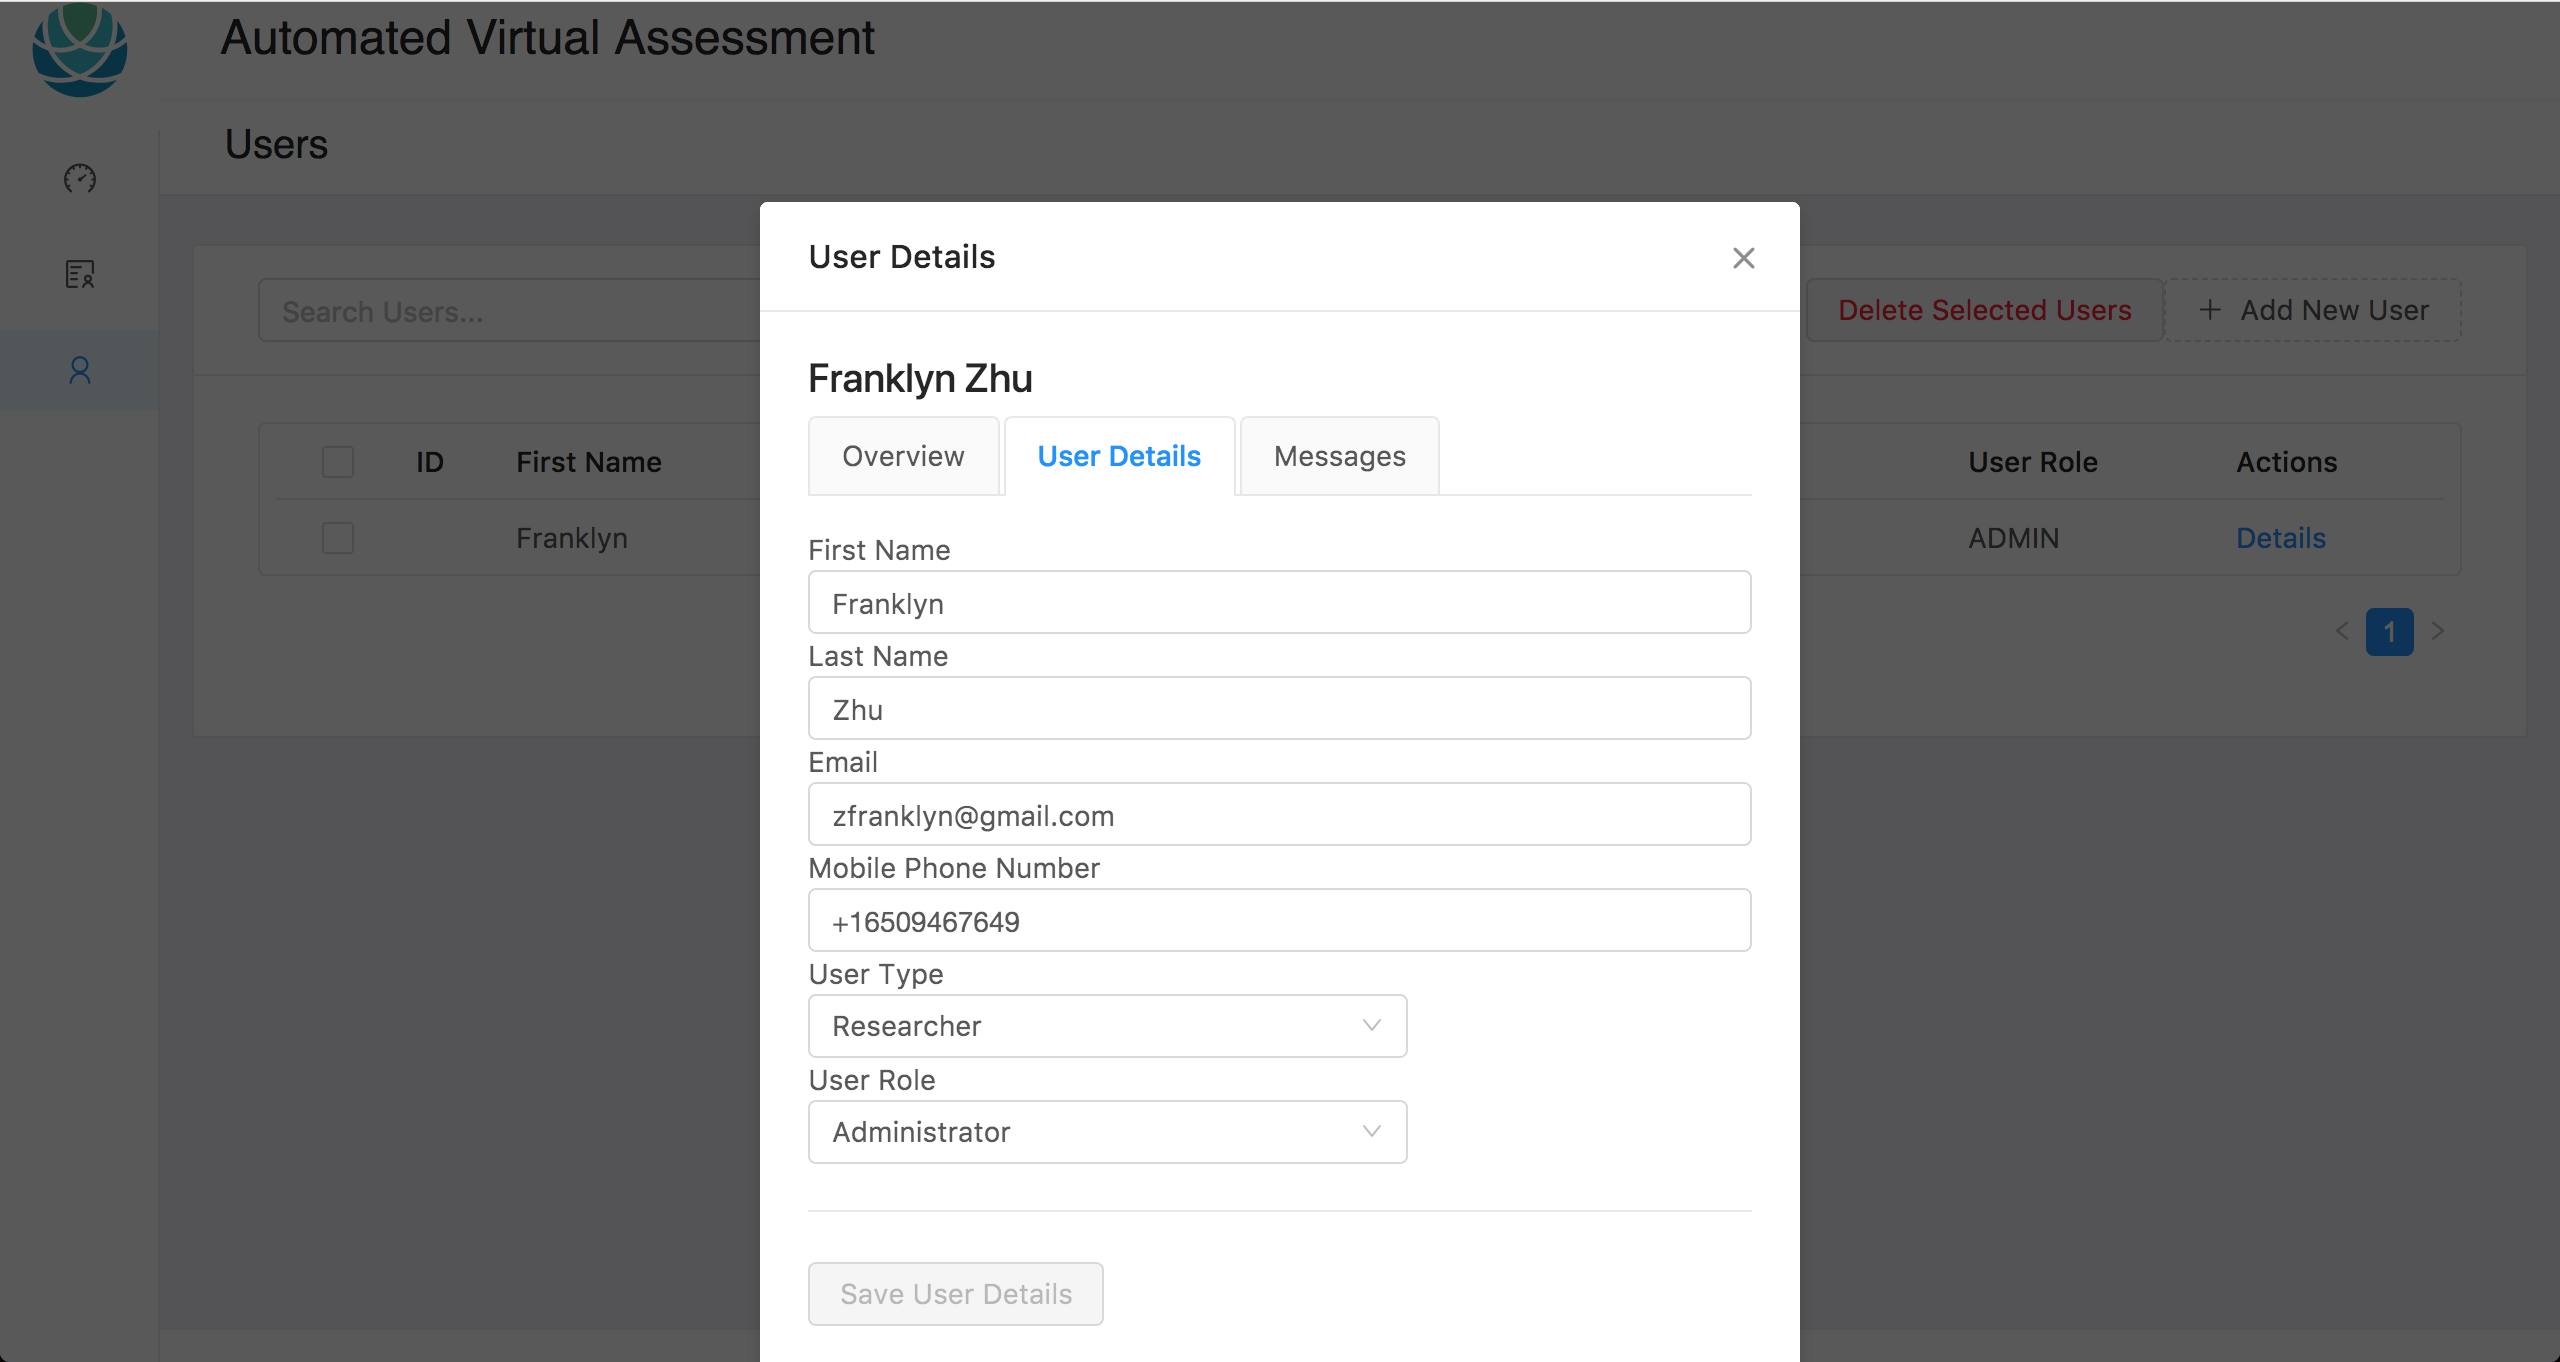 Automated Virtual Assessment
Users
Search Users...
Delete Selected Users
+ Add New User
ID First Name User Role Actions
Franklyn ADMIN Details
< 1 >
User Details
Franklyn Zhu
Overview User Details Messages
First Name
Franklyn
Last Name
Zhu
Email
zfranklyn@gmail.com
Mobile Phone Number
+16509467649
User Type
Researcher
User Role
Administrator
Save User Details